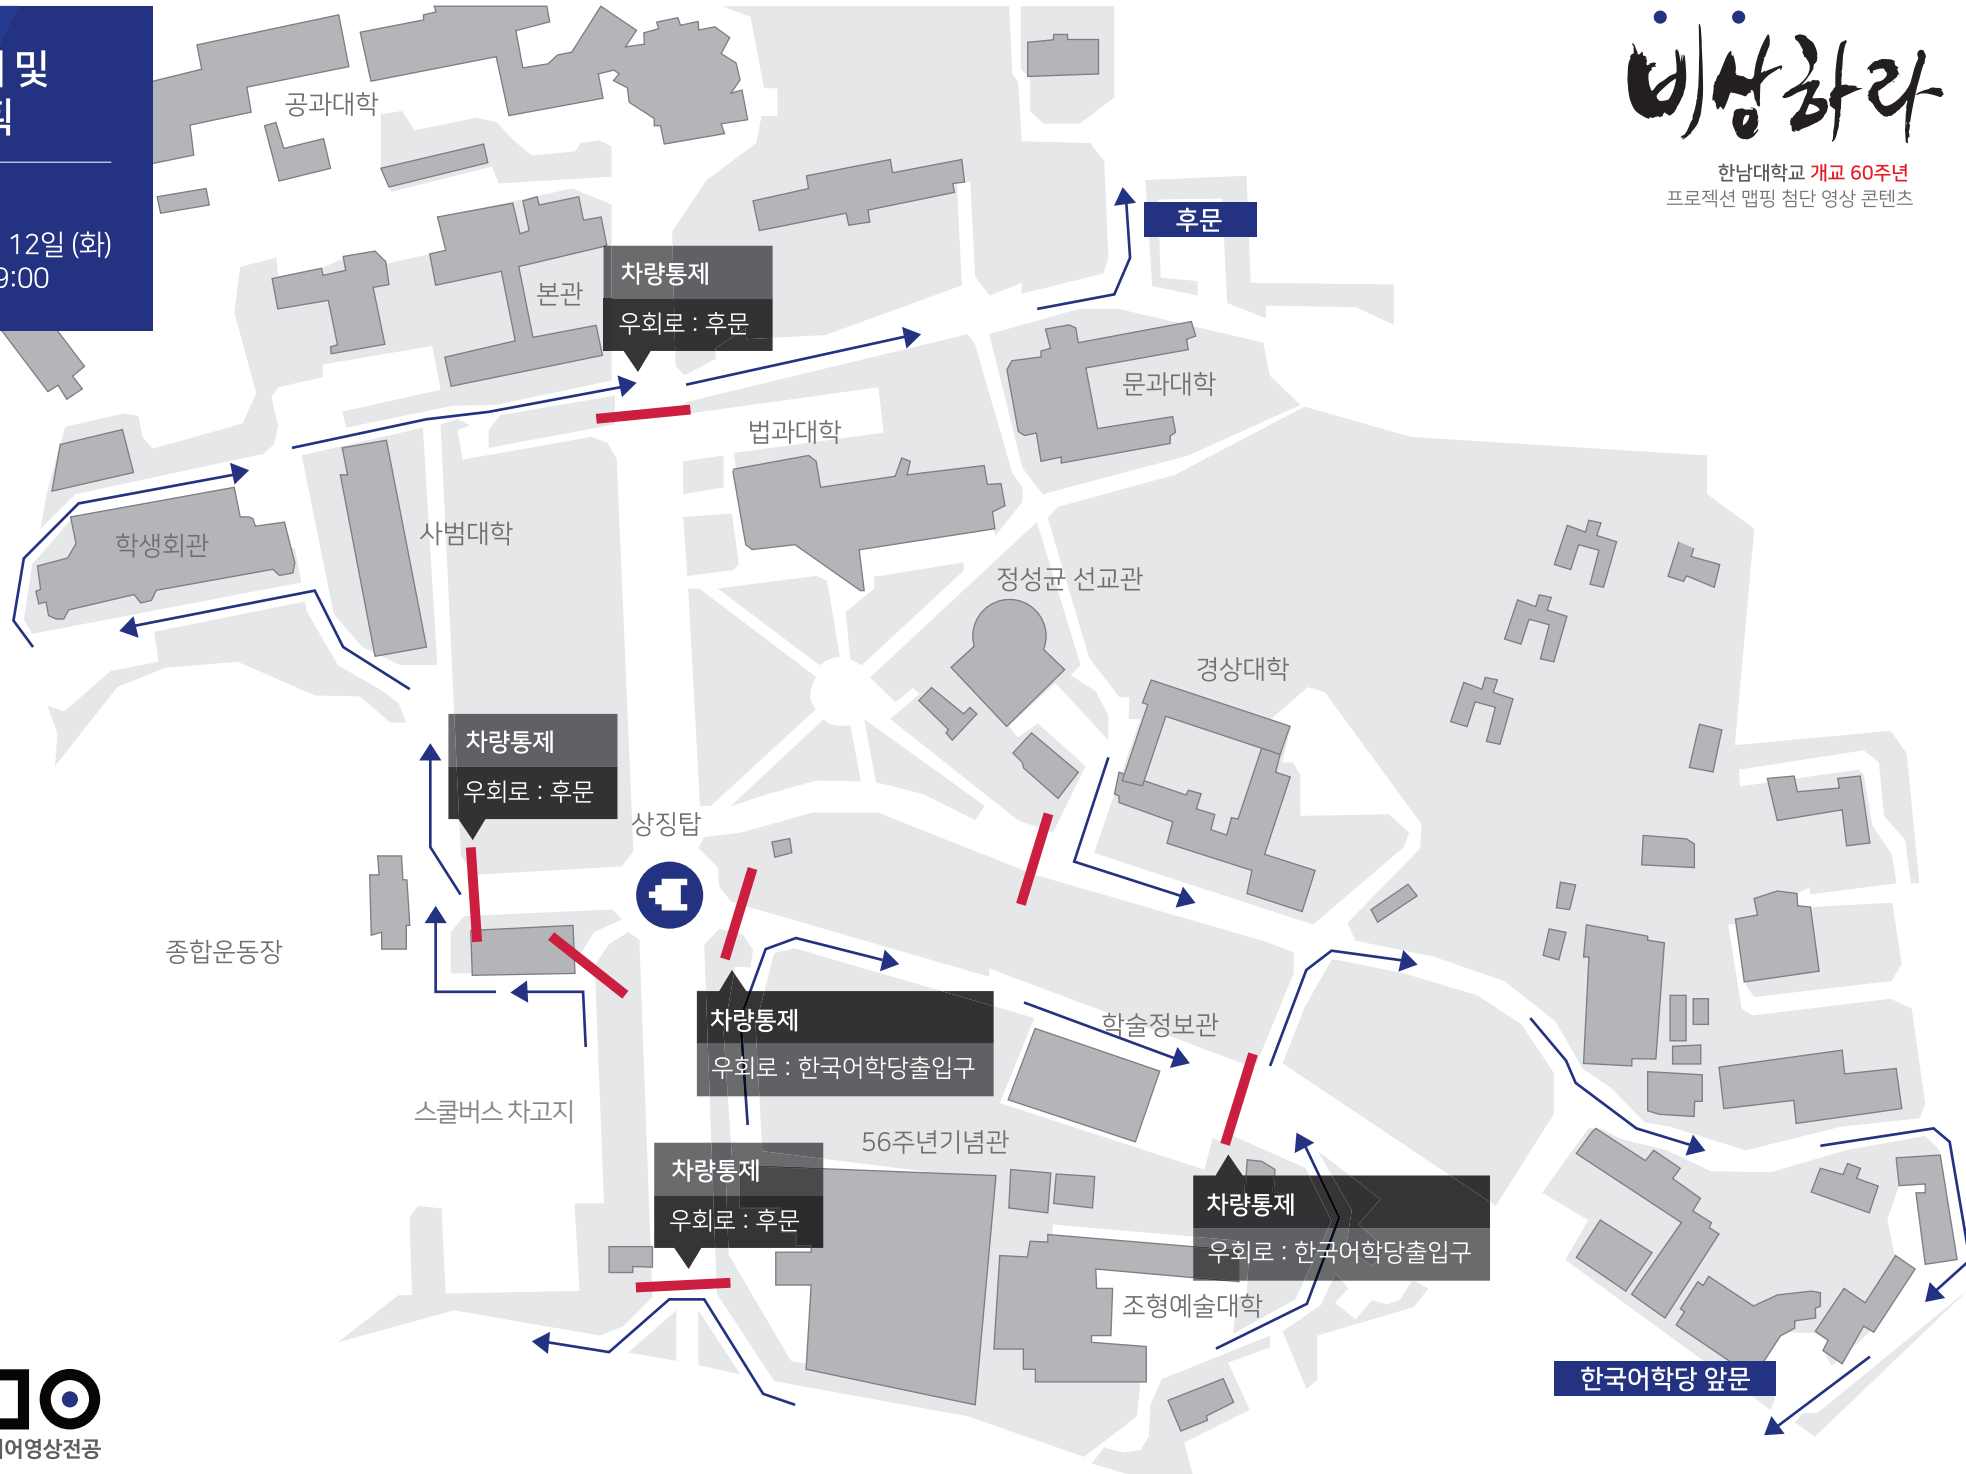 및
12일 (화)
9:00
비상하라
한남대학교 개교 60주년
프로젝션 맵핑 첨단 영상 콘텐츠
공과대학
후문
본관
차량통제
우회로 : 후문
문과대학
법과대학
학생회관
사범대학
정성균 선교관
경상대학
차량통제
우회로 : 후문
상징탑
종합운동장
차량통제
우회로 : 한국어학당출입구
학술정보관
스쿨버스 차고지
56주년기념관
차량통제
우회로 : 후문
차량통제
우회로 : 한국어학당출입구
조형예술대학
한국어학당 앞문
어영상전공